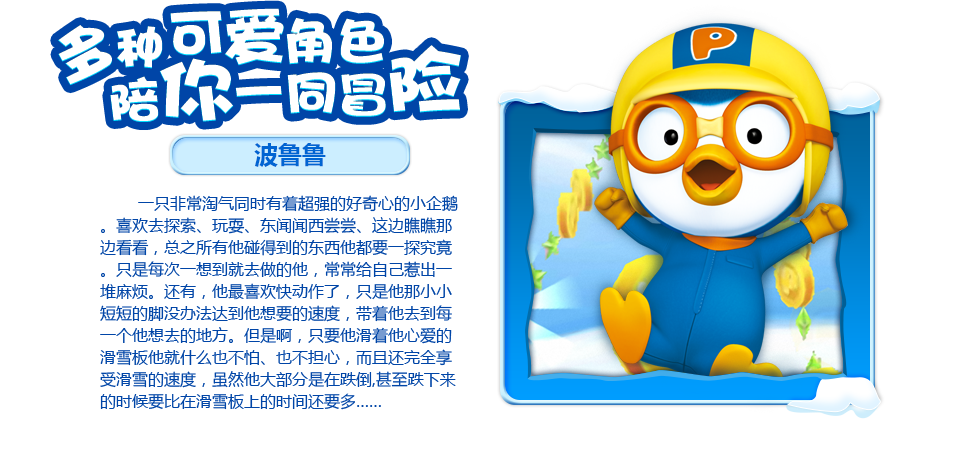 多种可爱角色
陪你一同冒险
波鲁鲁
一只非常淘气同时有着超强的好奇心的小企鹅
。喜欢去探索、玩耍、东闻闻西尝尝、这边瞧瞧那
边看看，总之所有他碰得到的东西他都要一探究竟
。只是每次一想到就去做的他，常常给自己惹出一
堆麻烦。还有，他最喜欢快动作了，只是他那小小
短短的脚没办法达到他想要的速度，带着他去到每
一个他想去的地方。但是啊，只要他滑着他心爱的
滑雪板他就什么也不怕、也不担心，而且还完全享
受滑雪的速度，虽然他大部分是在跌倒,甚至跌下来
的时候要比在滑雪板上的时间还要多……
P